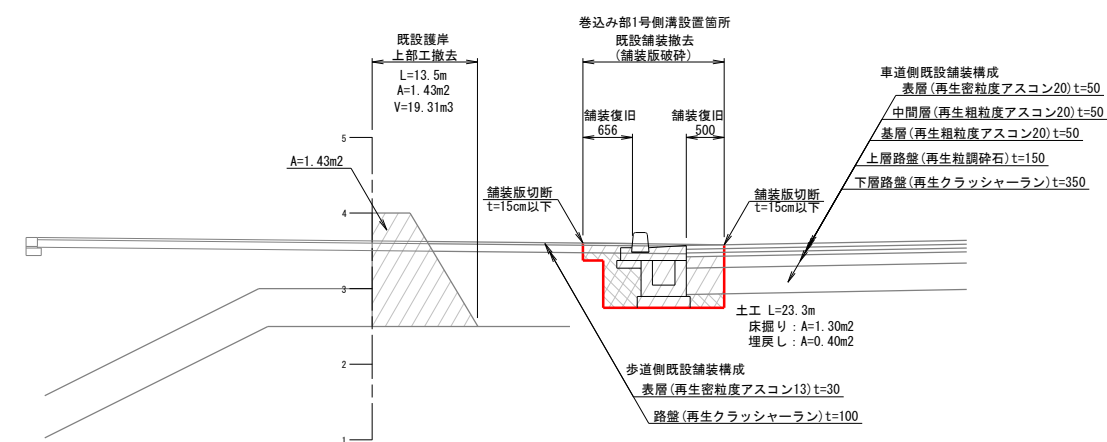 巻込み部1号側溝設置箇所
既設舗装撤去
(舗装版破砕)
既設護岸
上部工撤去
L=13.5m
A=1.43m2
V=19.31m3
車道側既設舗装構成
表層(再生密粒度アスコン20)t=50
中間層(再生粗粒度アスコン20)t=50
基層(再生粗粒度アスコン20)t=50
上層路盤(再生粒調砕石)t=150
下層路盤(再生クラッシャーラン)t=350
舗装復旧
656
舗装復旧
500
5
A=1.43m2
舗装版切断
t=15cm以下
舗装版切断
t=15cm以下
4
3
土工 L=23.3m
床掘り：A=1.30m2
埋戻し：A=0.40m2
2
歩道側既設舗装構成
表層(再生密粒度アスコン13)t=30
路盤(再生クラッシャーラン)t=100
1